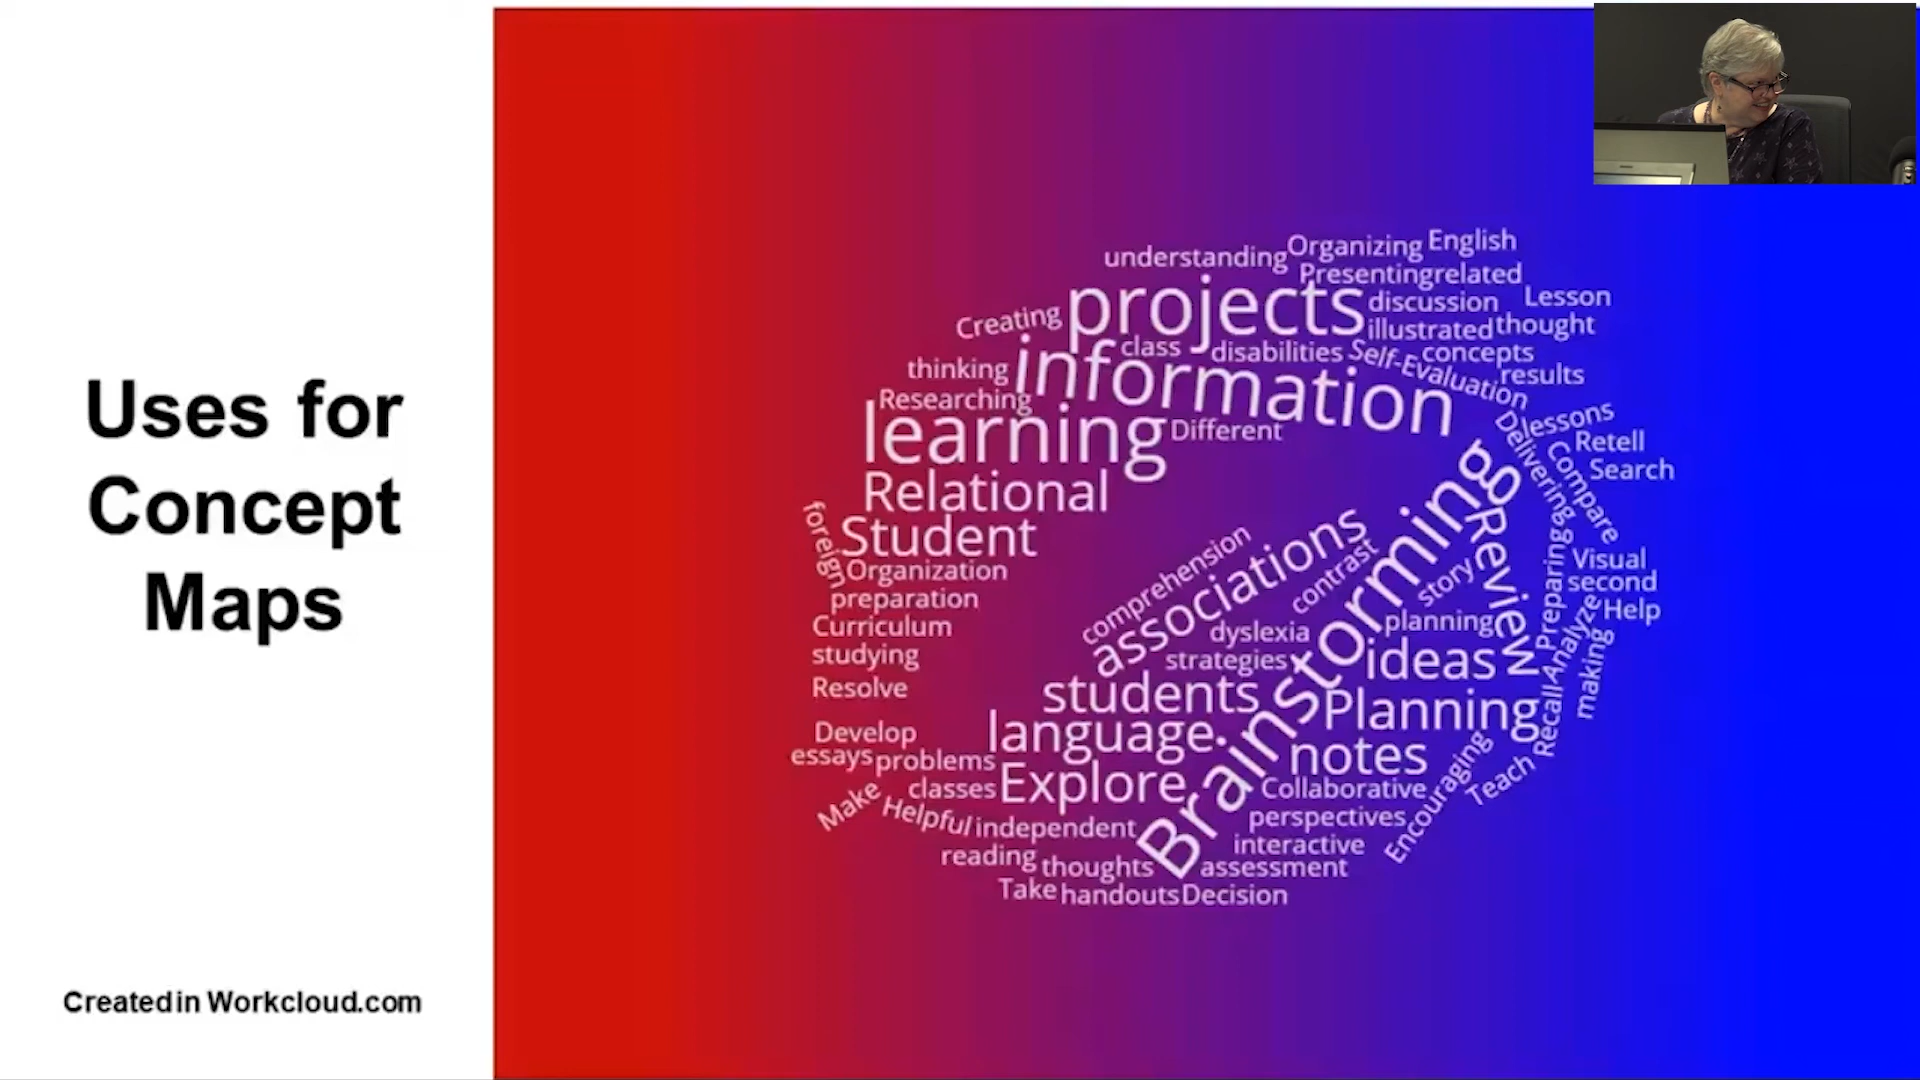 Uses for
Concept
Maps
Created in Workcloud.com
understanding
Organizing
English
Presenting
related
projects
discussion
Lesson
Creating
illustrated
thought
class
disabilities
Self-Evaluation
concepts
thinking
information
results
Researching
learning
Different
lessons
Delivering
Retell
Compare
Search
Relational
foreign
Student
Organization
preparation
Curriculum
studying
Resolve
comprehension
associations
contrast
Brainstorming
Review
story
Preparing
Visual
second
Help
Analyze
making
Recall
dyslexia
planning
strategies
ideas
students
Planning
language
notes
Develop
essays
problems
classes
Explore
Collaborative
Encouraging
Teach
Make
Helpful
independent
perspectives
interactive
reading
thoughts
assessment
Take
handouts
Decision